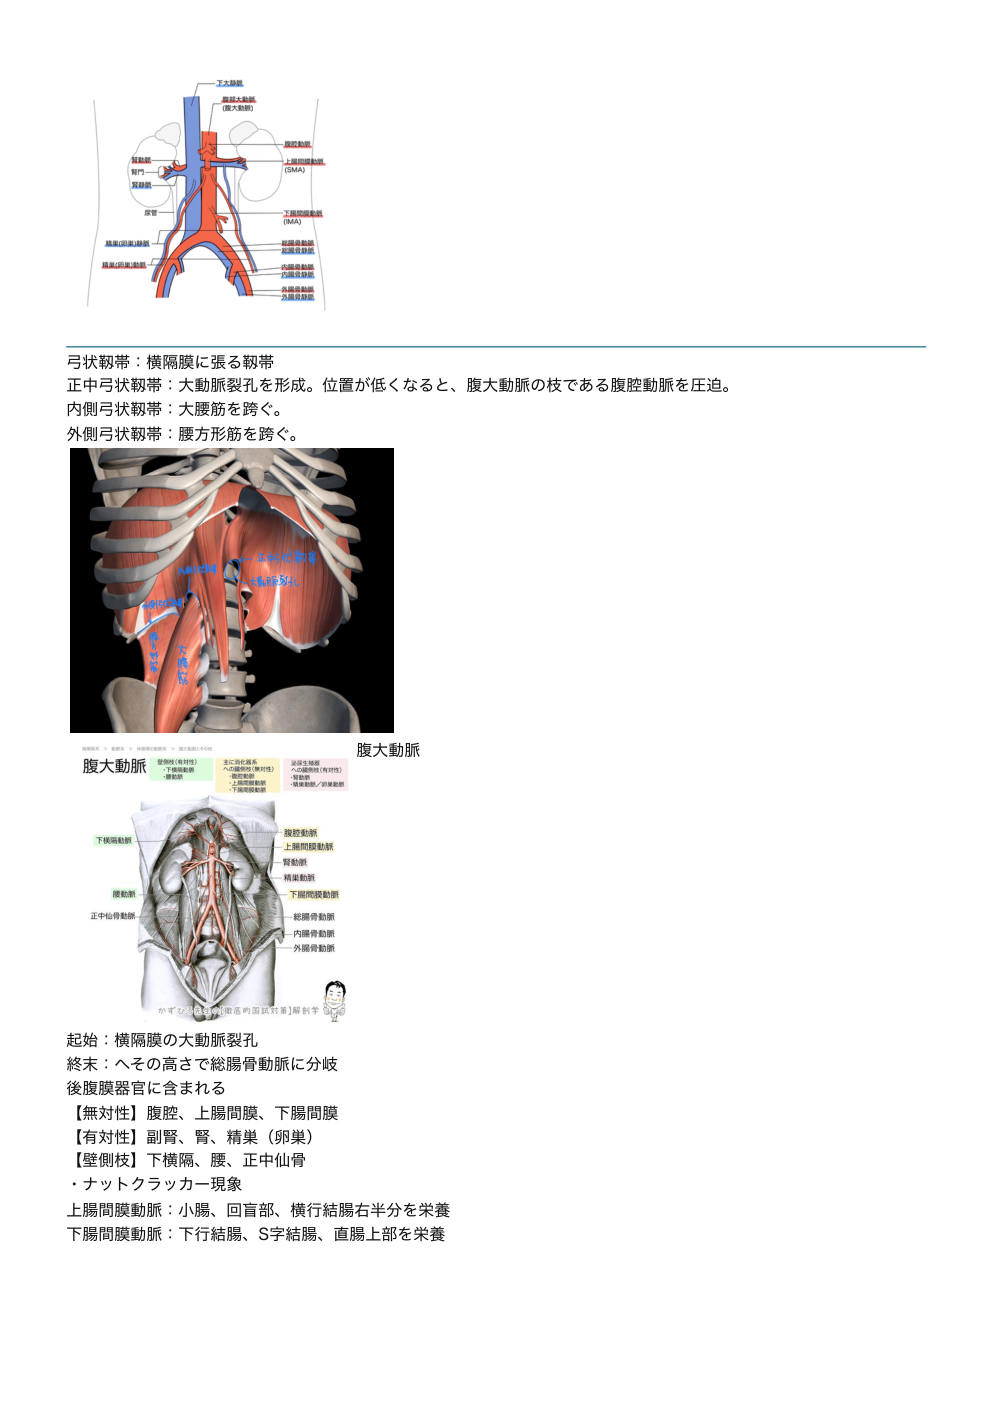 下大静脈
腹部大動脈
(腹大動脈)
腹腔動脈
上腸間膜動脈
(SMA)
腎動脈
腎門
腎静脈
尿管
下腸間膜動脈
(IMA)
精巣(卵巣)静脈
総腸骨動脈
総腸骨静脈
精巣(卵巣)動脈
内腸骨動脈
内腸骨静脈
外腸骨動脈
外腸骨静脈
弓状靱帯：横隔膜に張る靱帯
正中弓状靱帯：大動脈裂孔を形成。位置が低くなると、腹大動脈の枝である腹腔動脈を圧迫。
内側弓状靱帯：大腰筋を跨ぐ。
外側弓状靱帯：腰方形筋を跨ぐ。
大動脈裂孔
大腰筋
腹大動脈
腹大動脈
壁側枝(有対性)
・下横隔動脈
・腰動脈
主に消化器系
への臓側枝(無対性)
・腹腔動脈
・上腸間膜動脈
・下腸間膜動脈
泌尿生殖器
への臓側枝(有対性)
・腎動脈
・精巣動脈／卵巣動脈
腹腔動脈
下横隔動脈
上腸間膜動脈
腎動脈
精巣動脈
腰動脈
下腸間膜動脈
正中仙骨動脈
総腸骨動脈
内腸骨動脈
外腸骨動脈
かずひろ先生の【徹底的国試対策】解剖学
起始：横隔膜の大動脈裂孔
終末：へその高さで総腸骨動脈に分岐
後腹膜器官に含まれる
【無対性】腹腔、上腸間膜、下腸間膜
【有対性】副腎、腎、精巣（卵巣）
【壁側枝】下横隔、腰、正中仙骨
・ナットクラッカー現象
上腸間膜動脈：小腸、回盲部、横行結腸右半分を栄養
下腸間膜動脈：下行結腸、S字結腸、直腸上部を栄養